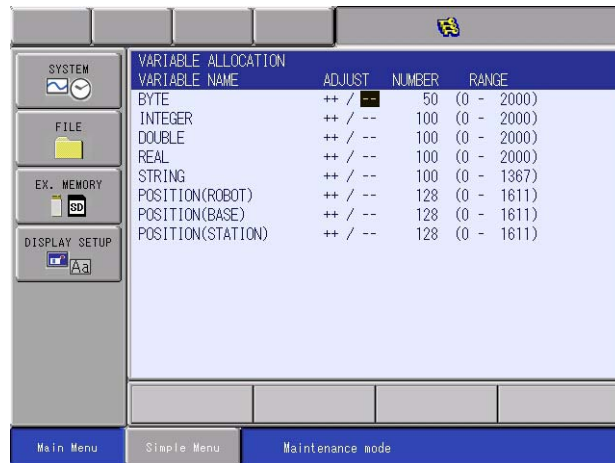 SYSTEM
FILE
EX. MEMORY
SD
DISPLAY SETUP
Aa
VARIABLE ALLOCATION
VARIABLE NAME ADJUST NUMBER RANGE
BYTE ++ / -- 50 (0 - 2000)
INTEGER ++ / -- 100 (0 - 2000)
DOUBLE ++ / -- 100 (0 - 2000)
REAL ++ / -- 100 (0 - 2000)
STRING ++ / -- 100 (0 - 1367)
POSITION(ROBOT) ++ / -- 128 (0 - 1611)
POSITION(BASE) ++ / -- 128 (0 - 1611)
POSITION(STATION) ++ / -- 128 (0 - 1611)
Main Menu
Simple Menu
Maintenance mode